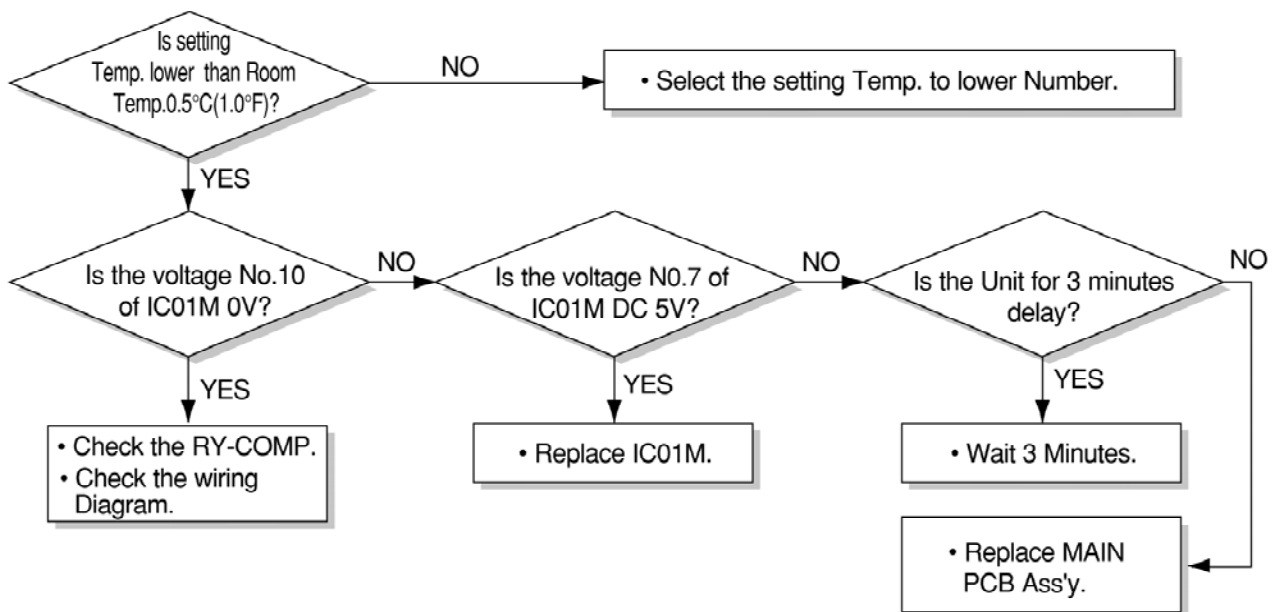 Is setting
Temp. lower than Room
Temp.0.5°C(1.0°F)?
NO
• Select the setting Temp. to lower Number.
YES
Is the voltage No.10
of IC01M 0V?
NO
Is the voltage N0.7 of
IC01M DC 5V?
NO
Is the Unit for 3 minutes
delay?
NO
YES
• Check the RY-COMP.
• Check the wiring
Diagram.
YES
• Replace IC01M.
YES
• Wait 3 Minutes.
• Replace MAIN
PCB Ass'y.